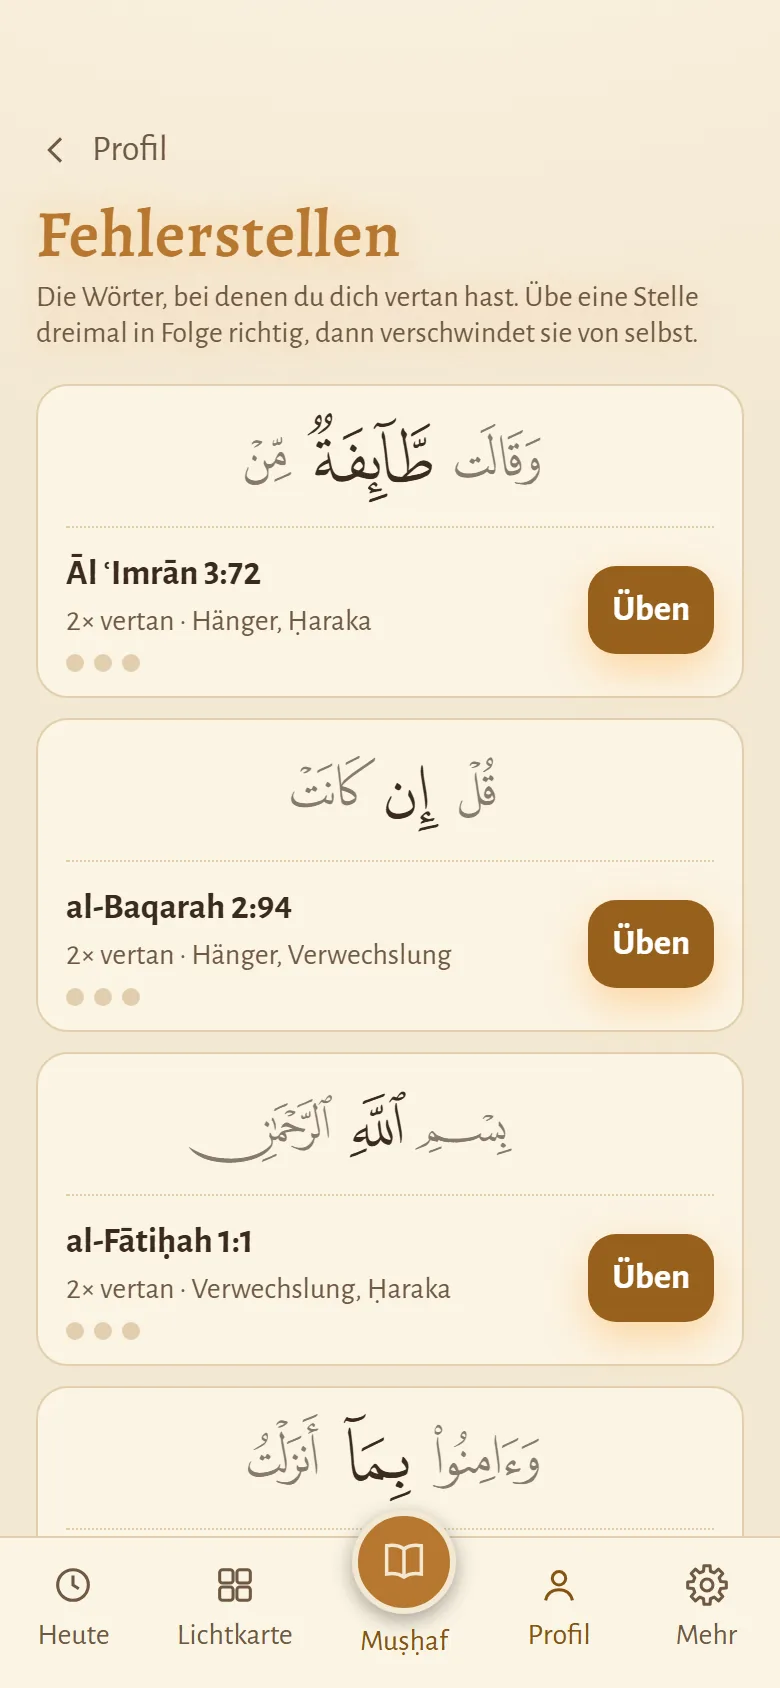 Profil
Fehlerstellen
Die Wörter, bei denen du dich vertan hast. Übe eine Stelle
dreimal in Folge richtig, dann verschwindet sie von selbst.
وَقَالَت طَّآئِفَةٌۭ مِّنْ
Āl ʿImrān 3:72
2× vertan · Hänger, Ḥaraka
Üben
قُلْ إِن كَانَتْ
al-Baqarah 2:94
2× vertan · Hänger, Verwechslung
Üben
بِسْمِ ٱللَّهِ ٱلرَّحْمَٰنِ
al-Fātiḥah 1:1
2× vertan · Verwechslung, Ḥaraka
Üben
وَءَامِنُوا۟ بِمَآ أَنزَلْتُ
Heute
Lichtkarte
Muṣḥaf
Profil
Mehr